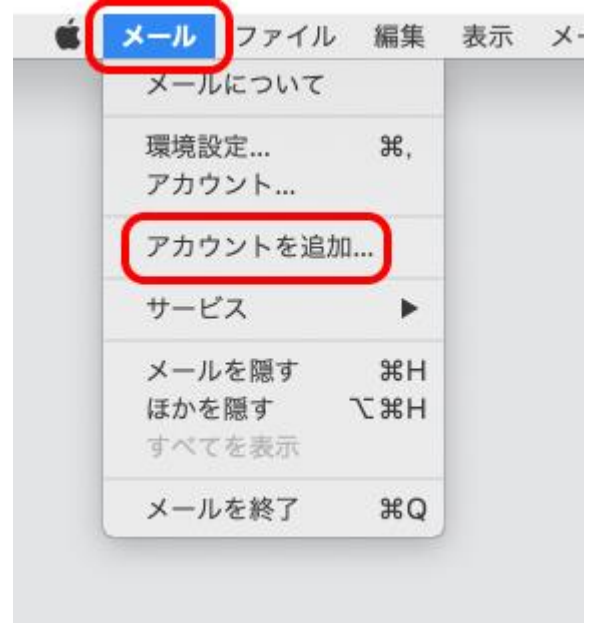 メール ファイル 編集 表示 メ
メールについて
環境設定... ⌘,
アカウント...
アカウントを追加...
サービス ▶
メールを隠す ⌘H
ほかを隠す ⌥⌘H
すべてを表示
メールを終了 ⌘Q